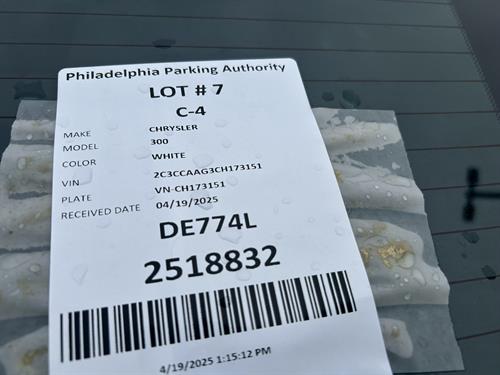 Philadelphia Parking Authority
LOT # 7
C-4
MAKE CHRYSLER
MODEL 300
COLOR WHITE
VIN 2C3CCAAG3CH173151
PLATE VN-CH173151
RECEIVED DATE 04/19/2025
DE774L
2518832
4/19/2025 1:15:12 PM